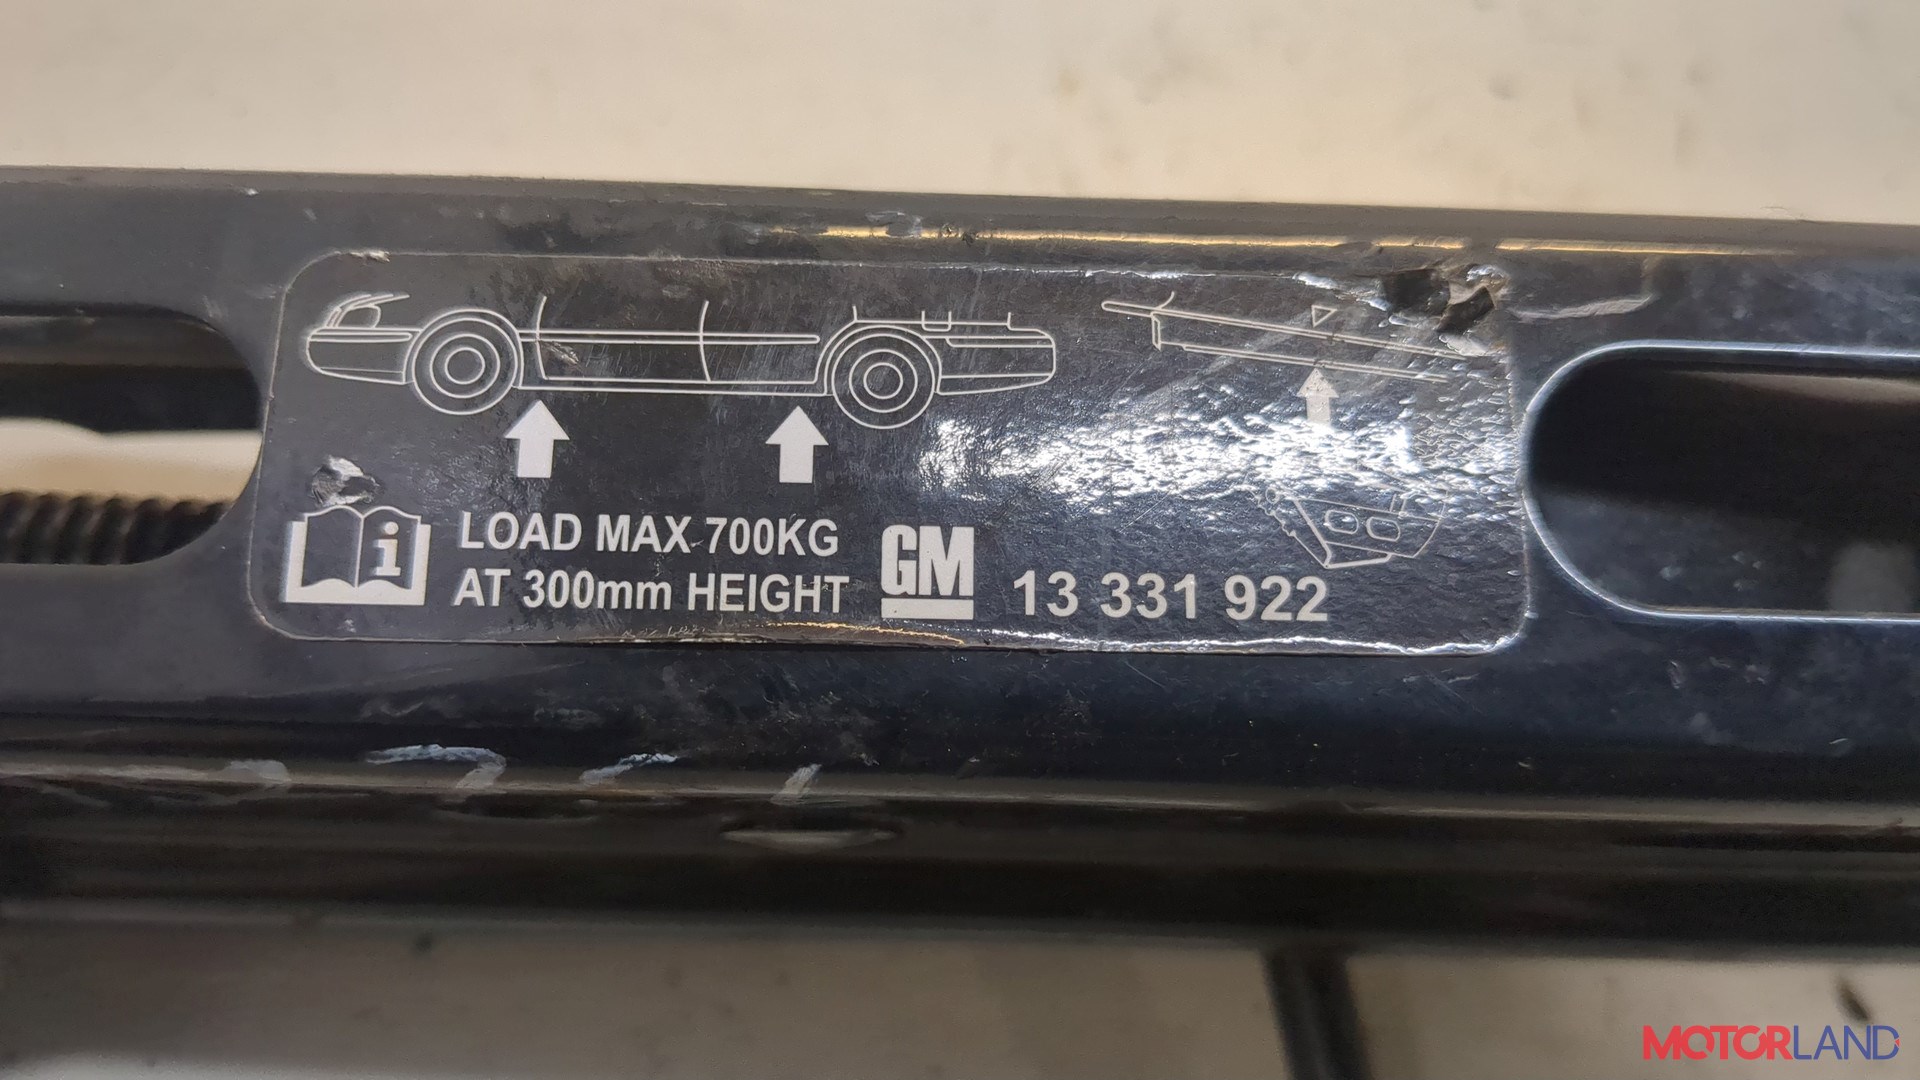 LOAD MAX 700KG
AT 300mm HEIGHT
GM
13 331 922
MOTORLAND